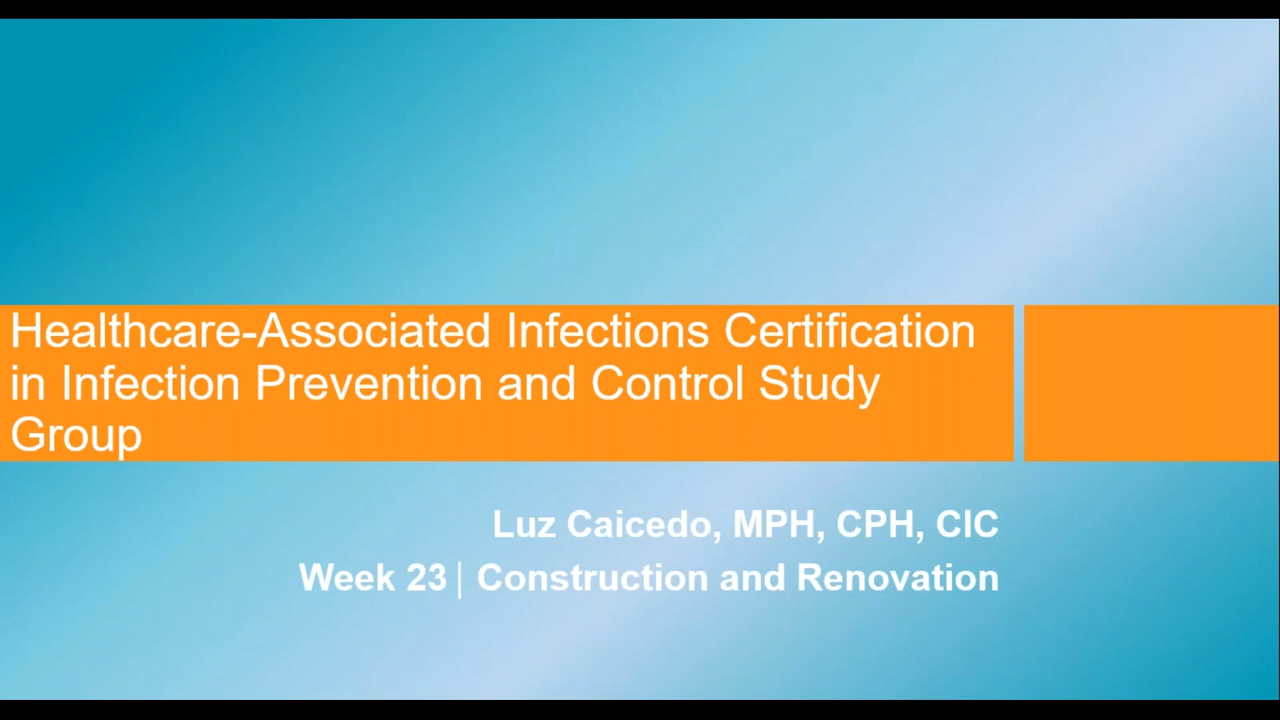 Healthcare-Associated Infections Certification
in Infection Prevention and Control Study
Group
Luz Caicedo, MPH, CPH, CIC
Week 23| Construction and Renovation